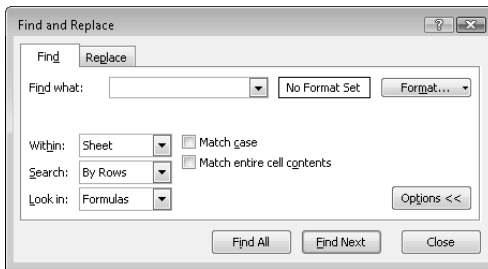 Find and Replace
Find Replace
Find what: No Format Set Format...
Within: Sheet Match case
Match entire cell contents
Search: By Rows
Look in: Formulas Options <<
Find All Find Next Close